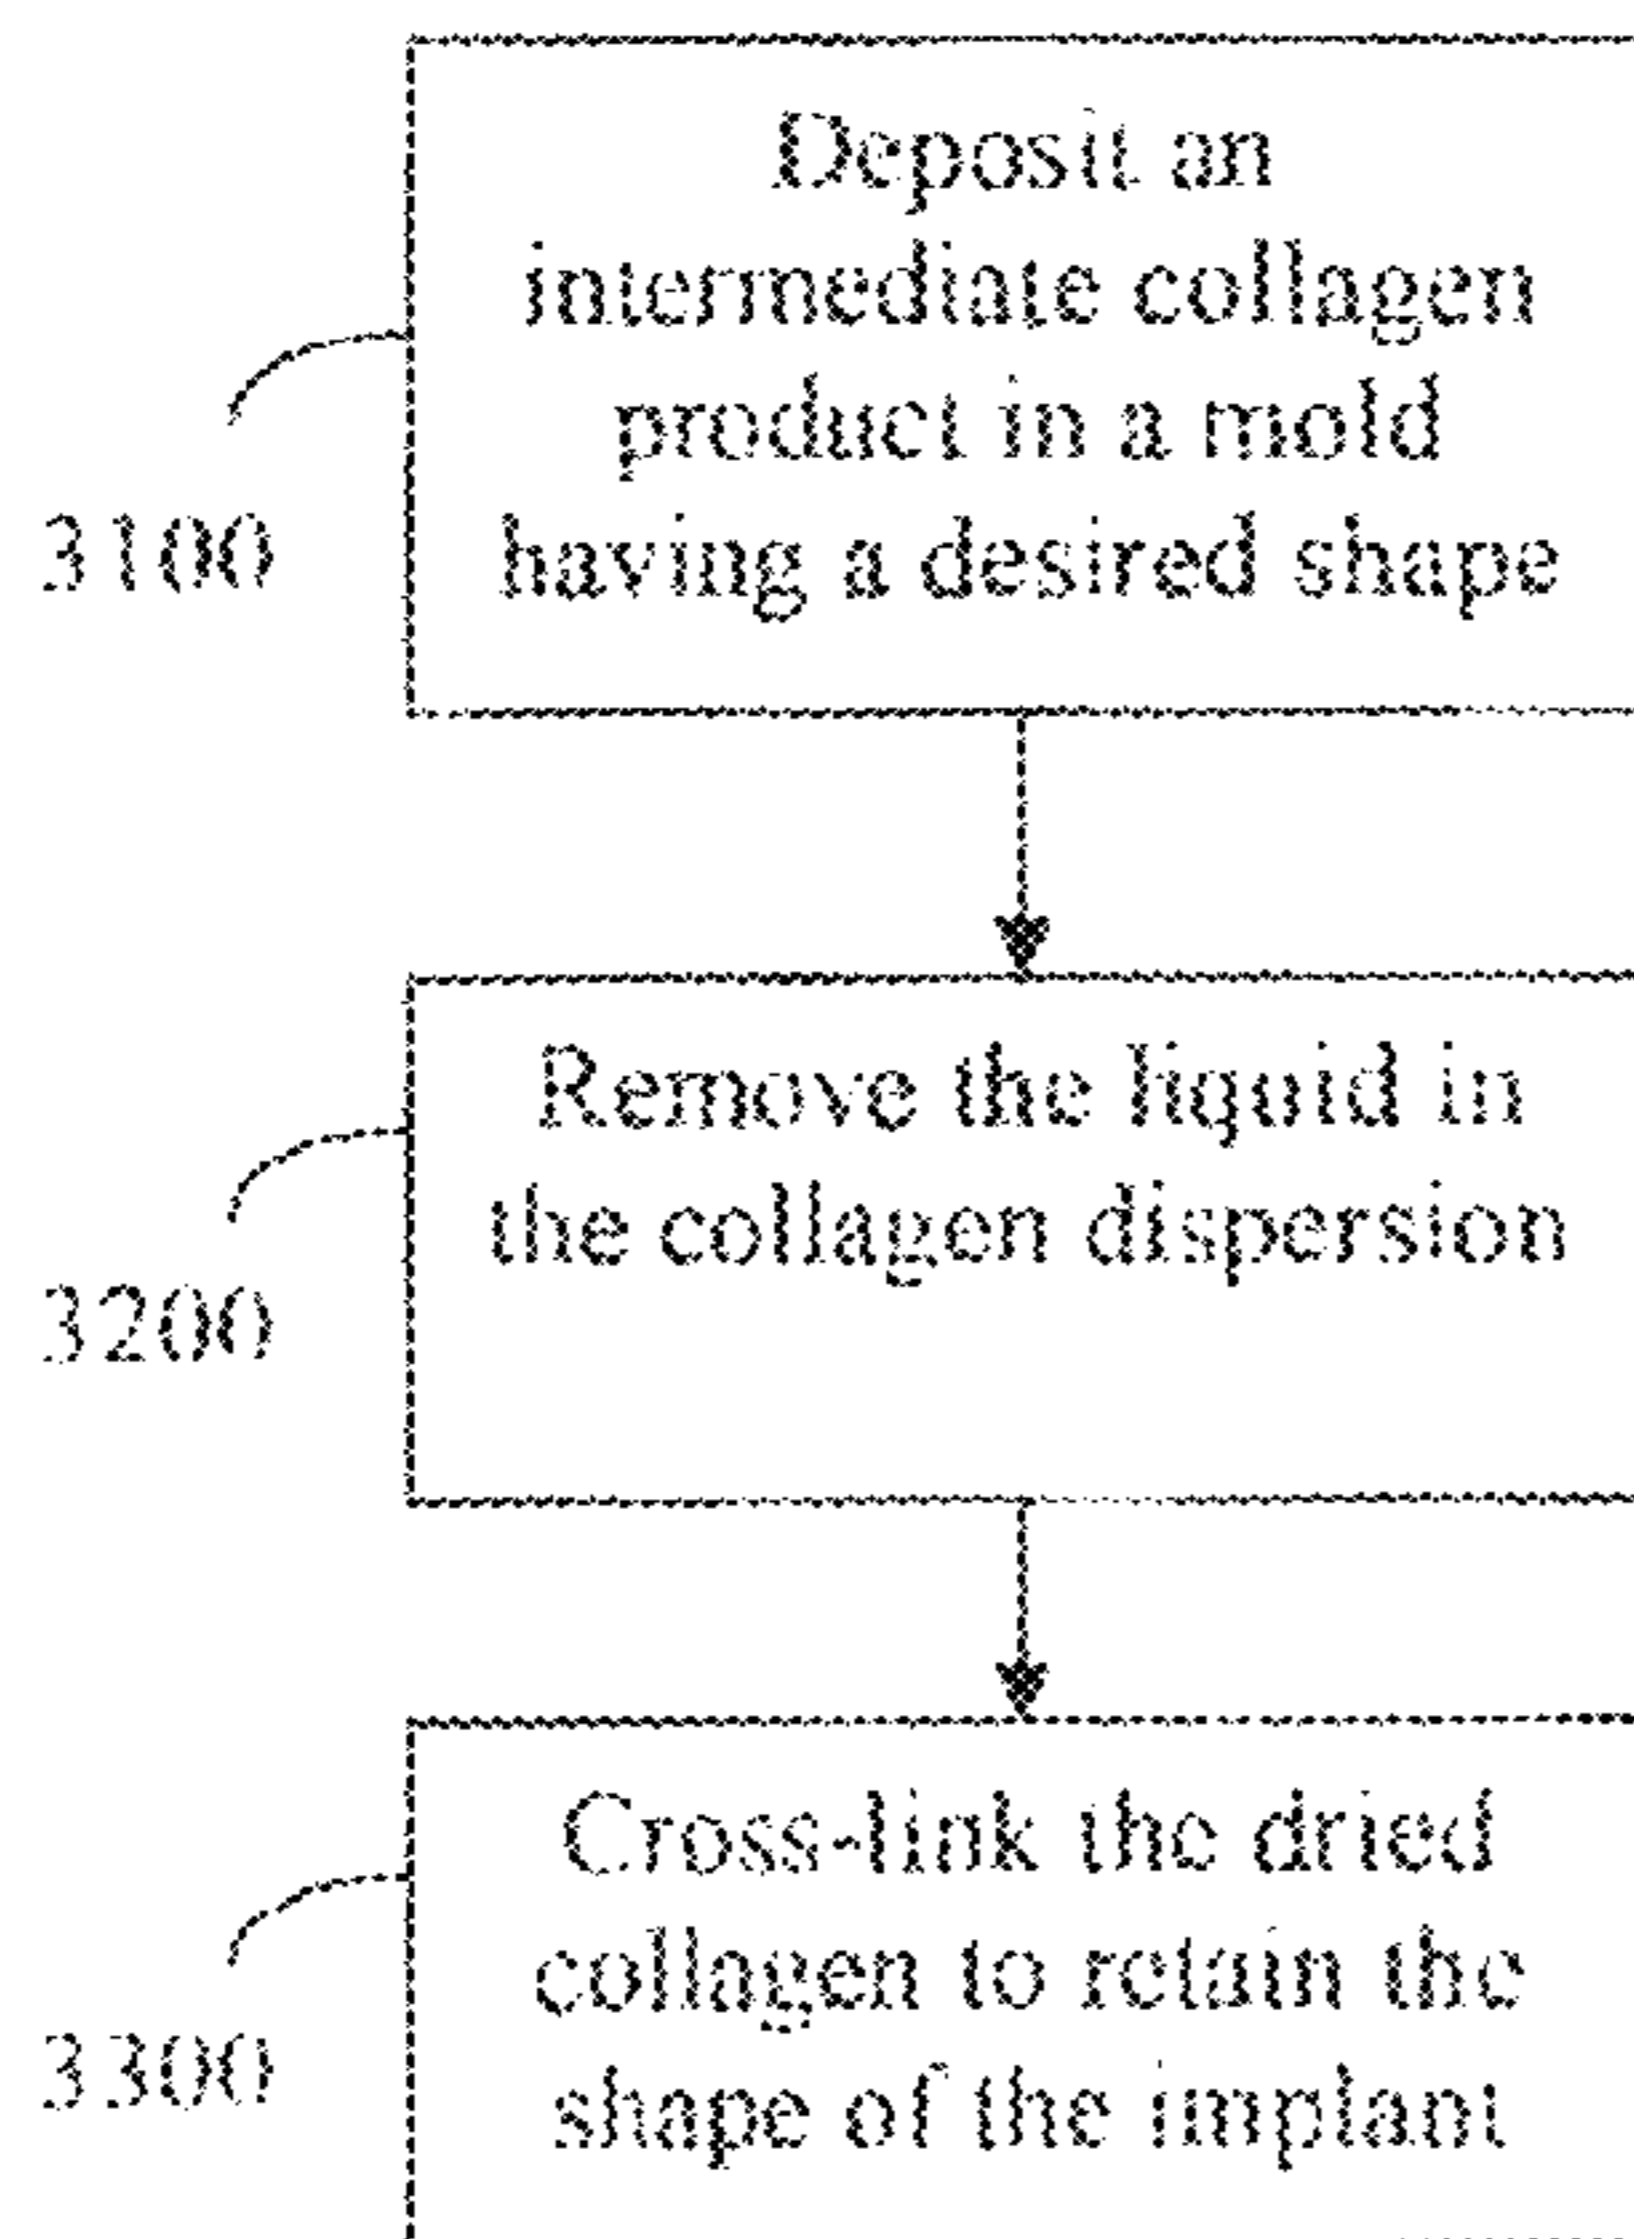 Deposit an
intermediate collagen
product in a mold
having a desired shape
3100
Remove the liquid in
the collagen dispersion
3200
Cross-link the dried
collagen to retain the
shape of the implant
3300